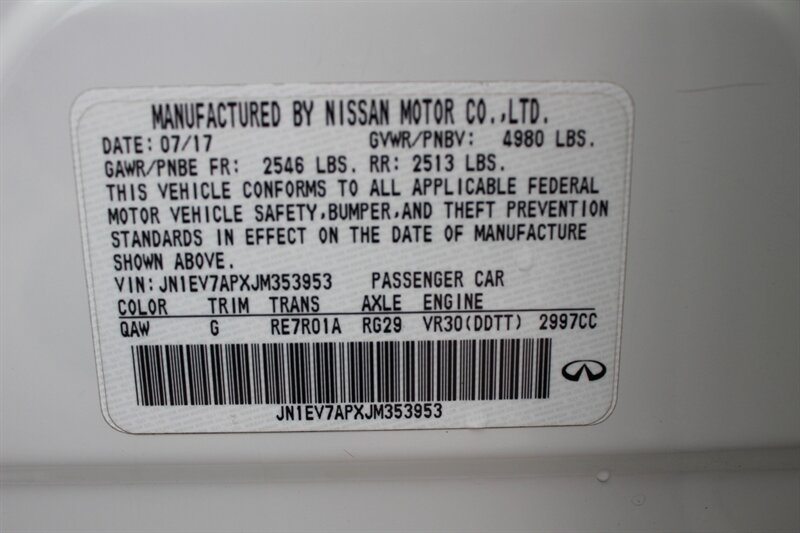 MANUFACTURED BY NISSAN MOTOR CO.,LTD.
DATE: 07/17 GVWR/PNBV: 4980 LBS.
GAWR/PNBE FR: 2546 LBS. RR: 2513 LBS.
THIS VEHICLE CONFORMS TO ALL APPLICABLE FEDERAL
MOTOR VEHICLE SAFETY,BUMPER,AND THEFT PREVENTION
STANDARDS IN EFFECT ON THE DATE OF MANUFACTURE
SHOWN ABOVE.
VIN:JN1EV7APXJM353953 PASSENGER CAR
COLOR TRIM TRANS AXLE ENGINE
QAW G RE7R01A RG29 VR30(DDTT) 2997CC
JN1EV7APXJM353953